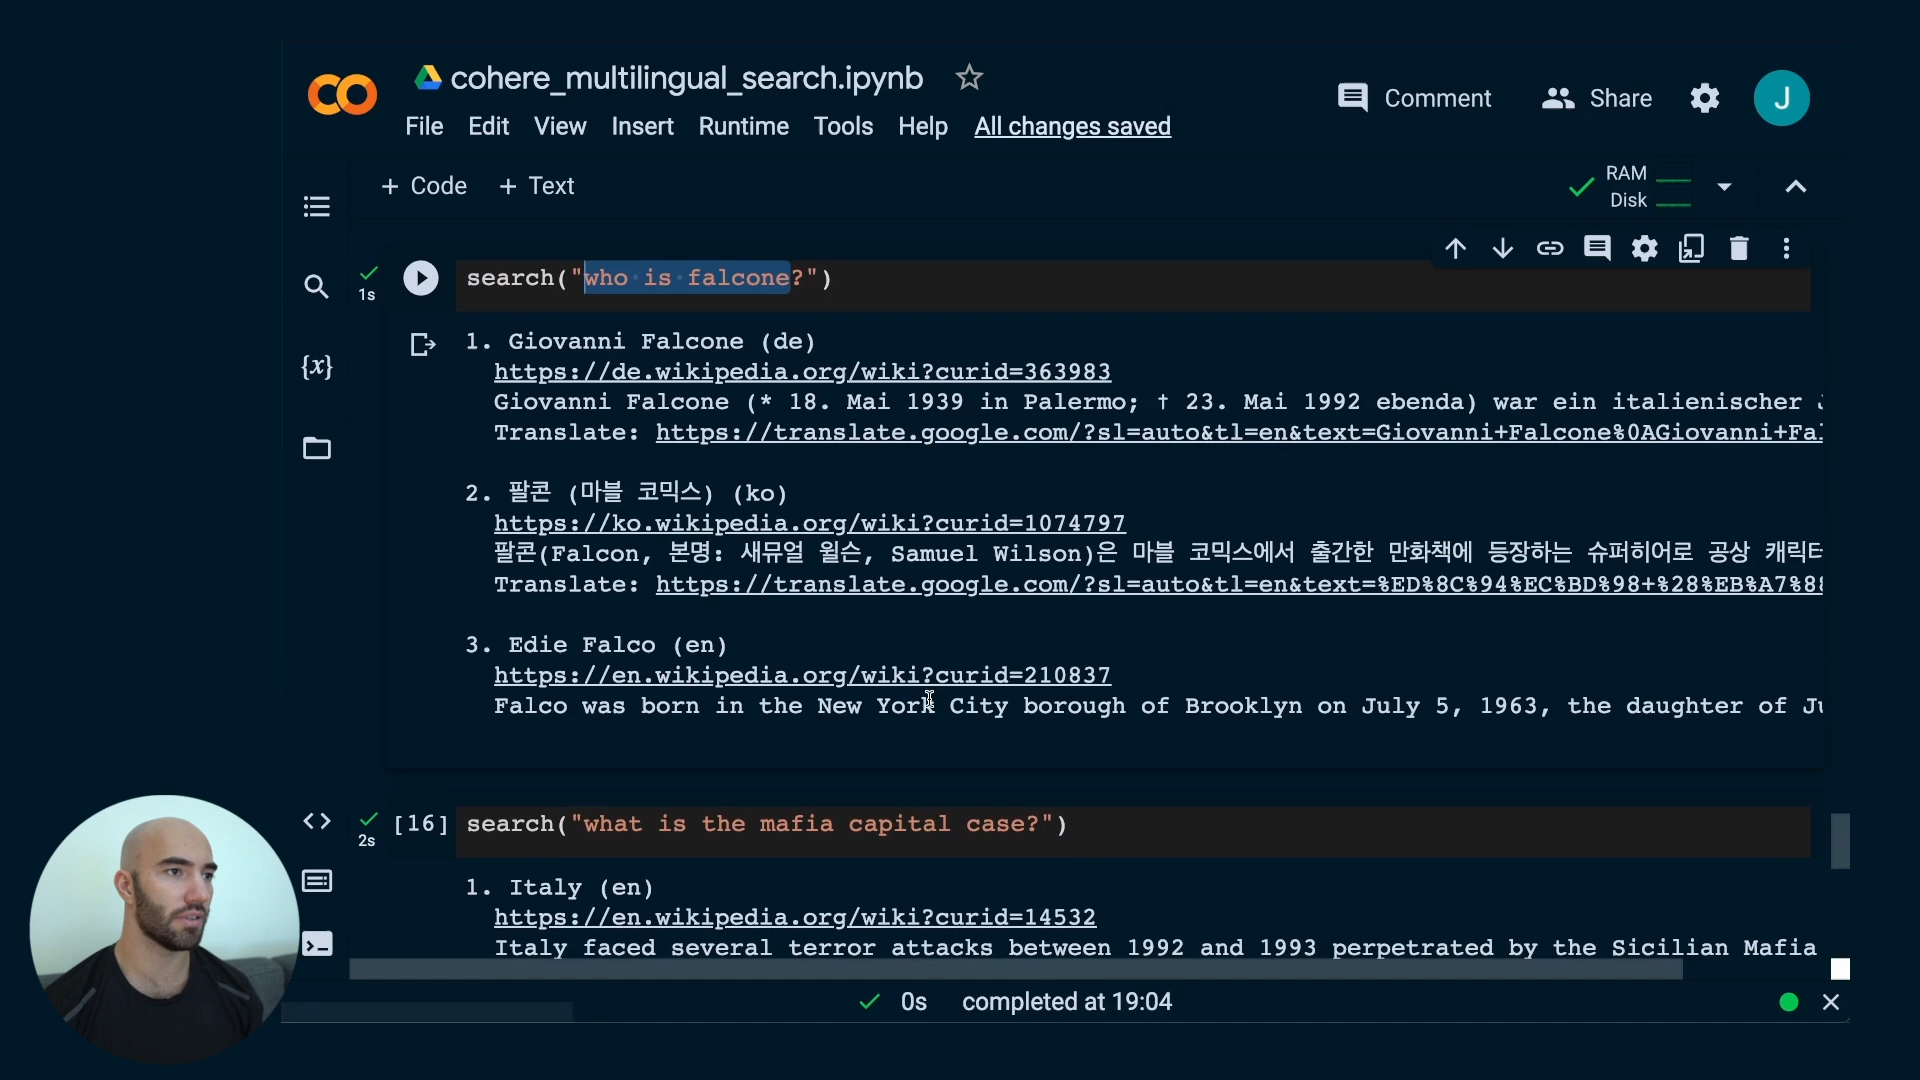 cohere_multilingual_search.ipynb
Comment
Share
J
File Edit View Insert Runtime Tools Help All changes saved
+ Code + Text
RAM
Disk
1s
search("who is falcone?")
{x}
1. Giovanni Falcone (de)
https://de.wikipedia.org/wiki?curid=363983
Giovanni Falcone (* 18. Mai 1939 in Palermo; † 23. Mai 1992 ebenda) war ein italienischer
Translate: https://translate.google.com/?sl=auto&tl=en&text=Giovanni+Falcone%0AGiovanni+Fal
2. 팔콘 (마블 코믹스) (ko)
https://ko.wikipedia.org/wiki?curid=1074797
팔콘(Falcon, 본명: 새뮤얼 윌슨, Samuel Wilson)은 마블 코믹스에서 출간한 만화책에 등장하는 슈퍼히어로 공상 캐릭터
Translate: https://translate.google.com/?sl=auto&tl=en&text=%ED%8C%94%EC%BD%98+%28%EB%A7%88
3. Edie Falco (en)
https://en.wikipedia.org/wiki?curid=210837
Falco was born in the New York City borough of Brooklyn on July 5, 1963, the daughter of Ju
2s
[16] search("what is the mafia capital case?")
1. Italy (en)
https://en.wikipedia.org/wiki?curid=14532
Italy faced several terror attacks between 1992 and 1993 perpetrated by the Sicilian Mafia
0s completed at 19:04